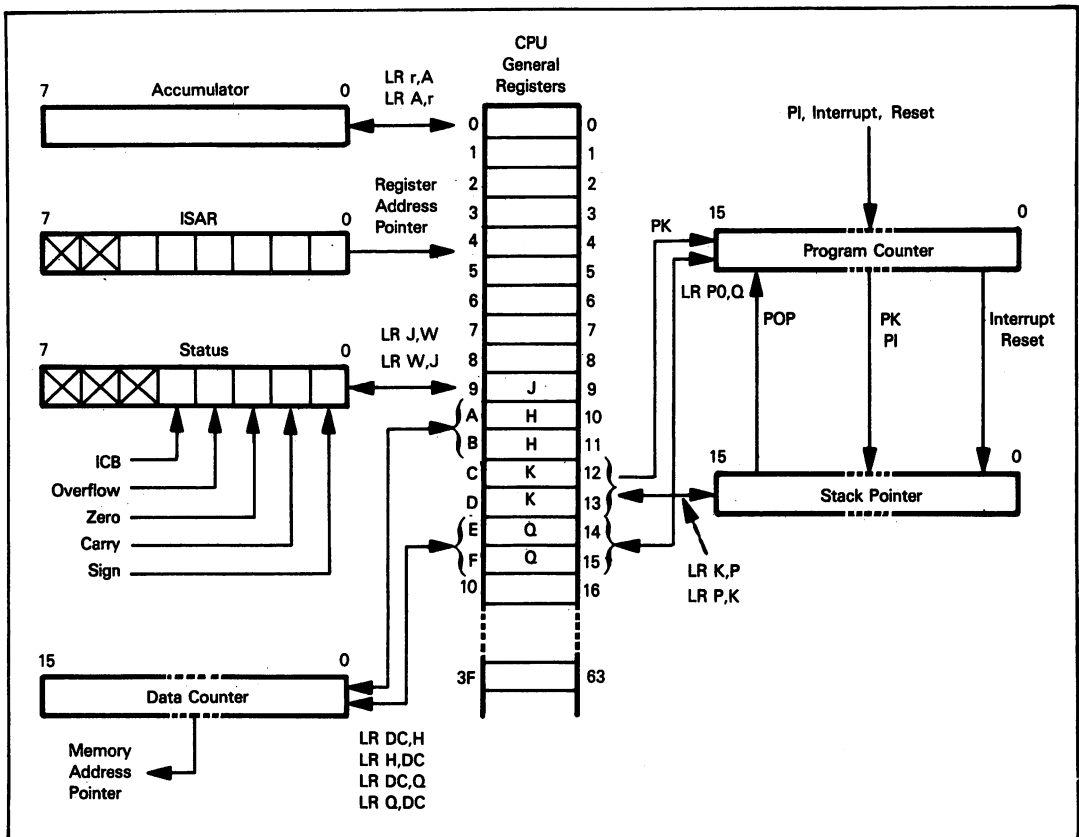 CPU
General
Registers
7 Accumulator 0
LR r,A
LR A,r
0 0
1 1
2 2
3 3
4 4
5 5
6 6
7 7
8 8
9 J 9
A H 10
B H 11
C K 12
D K 13
E Q 14
F Q 15
10 16
3F 63
Register
Address
Pointer
7 ISAR 0
LR J,W
LR W,J
7 Status 0
ICB
Overflow
Zero
Carry
Sign
15 0
Data Counter
Memory
Address
Pointer
LR DC,H
LR H,DC
LR DC,Q
LR Q,DC
PI, Interrupt, Reset
15 0
PK
Program Counter
LR P0,Q
POP
PK
PI
Interrupt
Reset
15 0
Stack Pointer
LR K,P
LR P,K